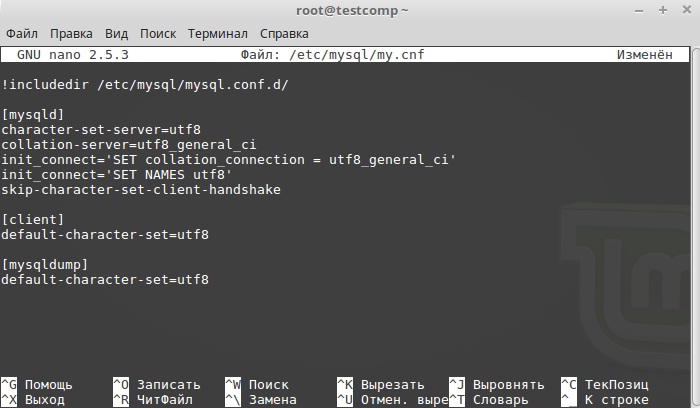 root@testcomp ~
Файл Правка Вид Поиск Терминал Справка
GNU nano 2.5.3 Файл: /etc/mysql/my.cnf Изменён
!includedir /etc/mysql/mysql.conf.d/
[mysqld]
character-set-server=utf8
collation-server=utf8_general_ci
init_connect='SET collation_connection = utf8_general_ci'
init_connect='SET NAMES utf8'
skip-character-set-client-handshake
[client]
default-character-set=utf8
[mysqldump]
default-character-set=utf8
^G Помощь ^O Записать ^W Поиск ^K Вырезать ^J Выровнять ^C ТекПозиц
^X Выход ^R ЧитФайл ^\ Замена ^U Отмен. выре^T Словарь ^_ К строке